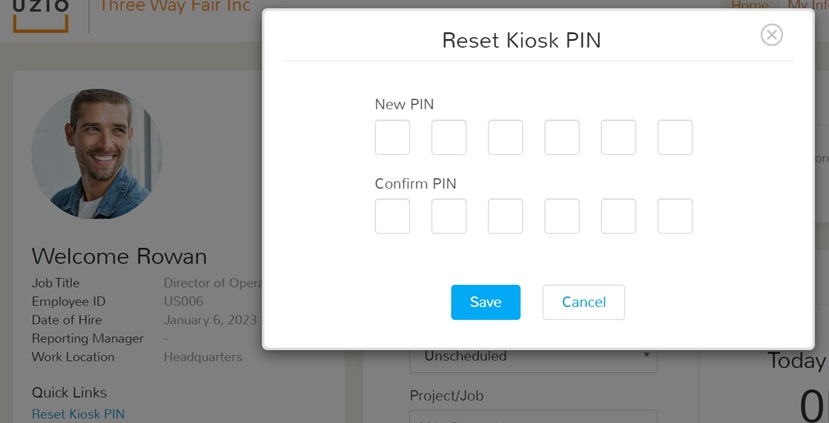 uzio
Three Way Fair Inc
Home My Inf
Reset Kiosk PIN
New PIN
Confirm PIN
Save Cancel
Welcome Rowan
Job Title Director of Opera
Employee ID US006
Date of Hire January 6, 2023
Reporting Manager -
Work Location Headquarters
Quick Links
Reset Kiosk PIN
Unscheduled
Project/Job
Today
0